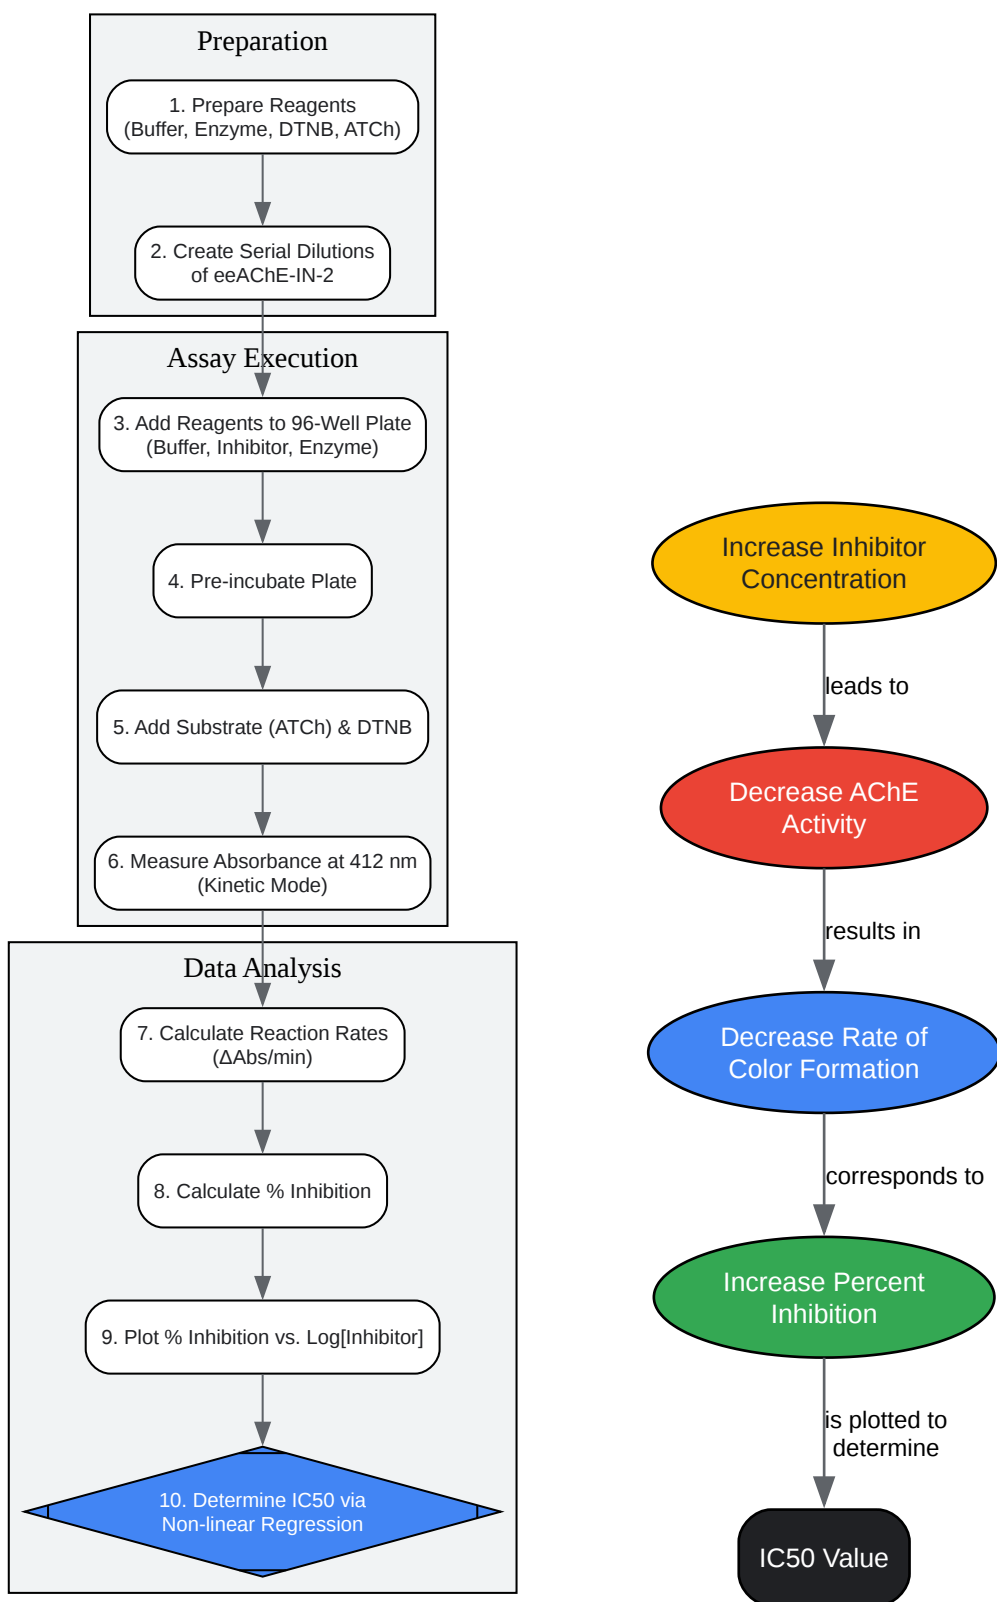 Preparation
1. Prepare Reagents
(Buffer, Enzyme, DTNB, ATCh)
2. Create Serial Dilutions
of eeAChE-IN-2
Assay Execution
3. Add Reagents to 96-Well Plate
(Buffer, Inhibitor, Enzyme)
4. Pre-incubate Plate
5. Add Substrate (ATCh) & DTNB
6. Measure Absorbance at 412 nm
(Kinetic Mode)
Data Analysis
7. Calculate Reaction Rates
(ΔAbs/min)
8. Calculate % Inhibition
9. Plot % Inhibition vs. Log[Inhibitor]
10. Determine IC50 via
Non-linear Regression
Increase Inhibitor
Concentration
leads to
Decrease AChE
Activity
results in
Decrease Rate of
Color Formation
corresponds to
Increase Percent
Inhibition
is plotted to
determine
IC50 Value